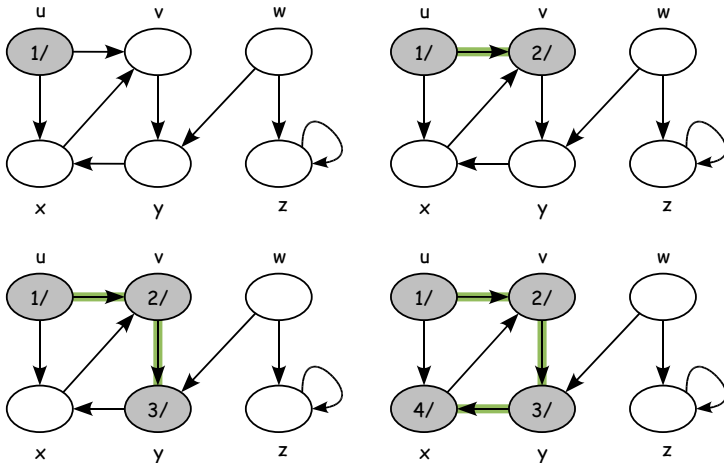 u v w
1/
x y z
u v w
1/ 2/
x y z
u v w
1/ 2/
3/
x y z
u v w
1/ 2/
4/ 3/
x y z